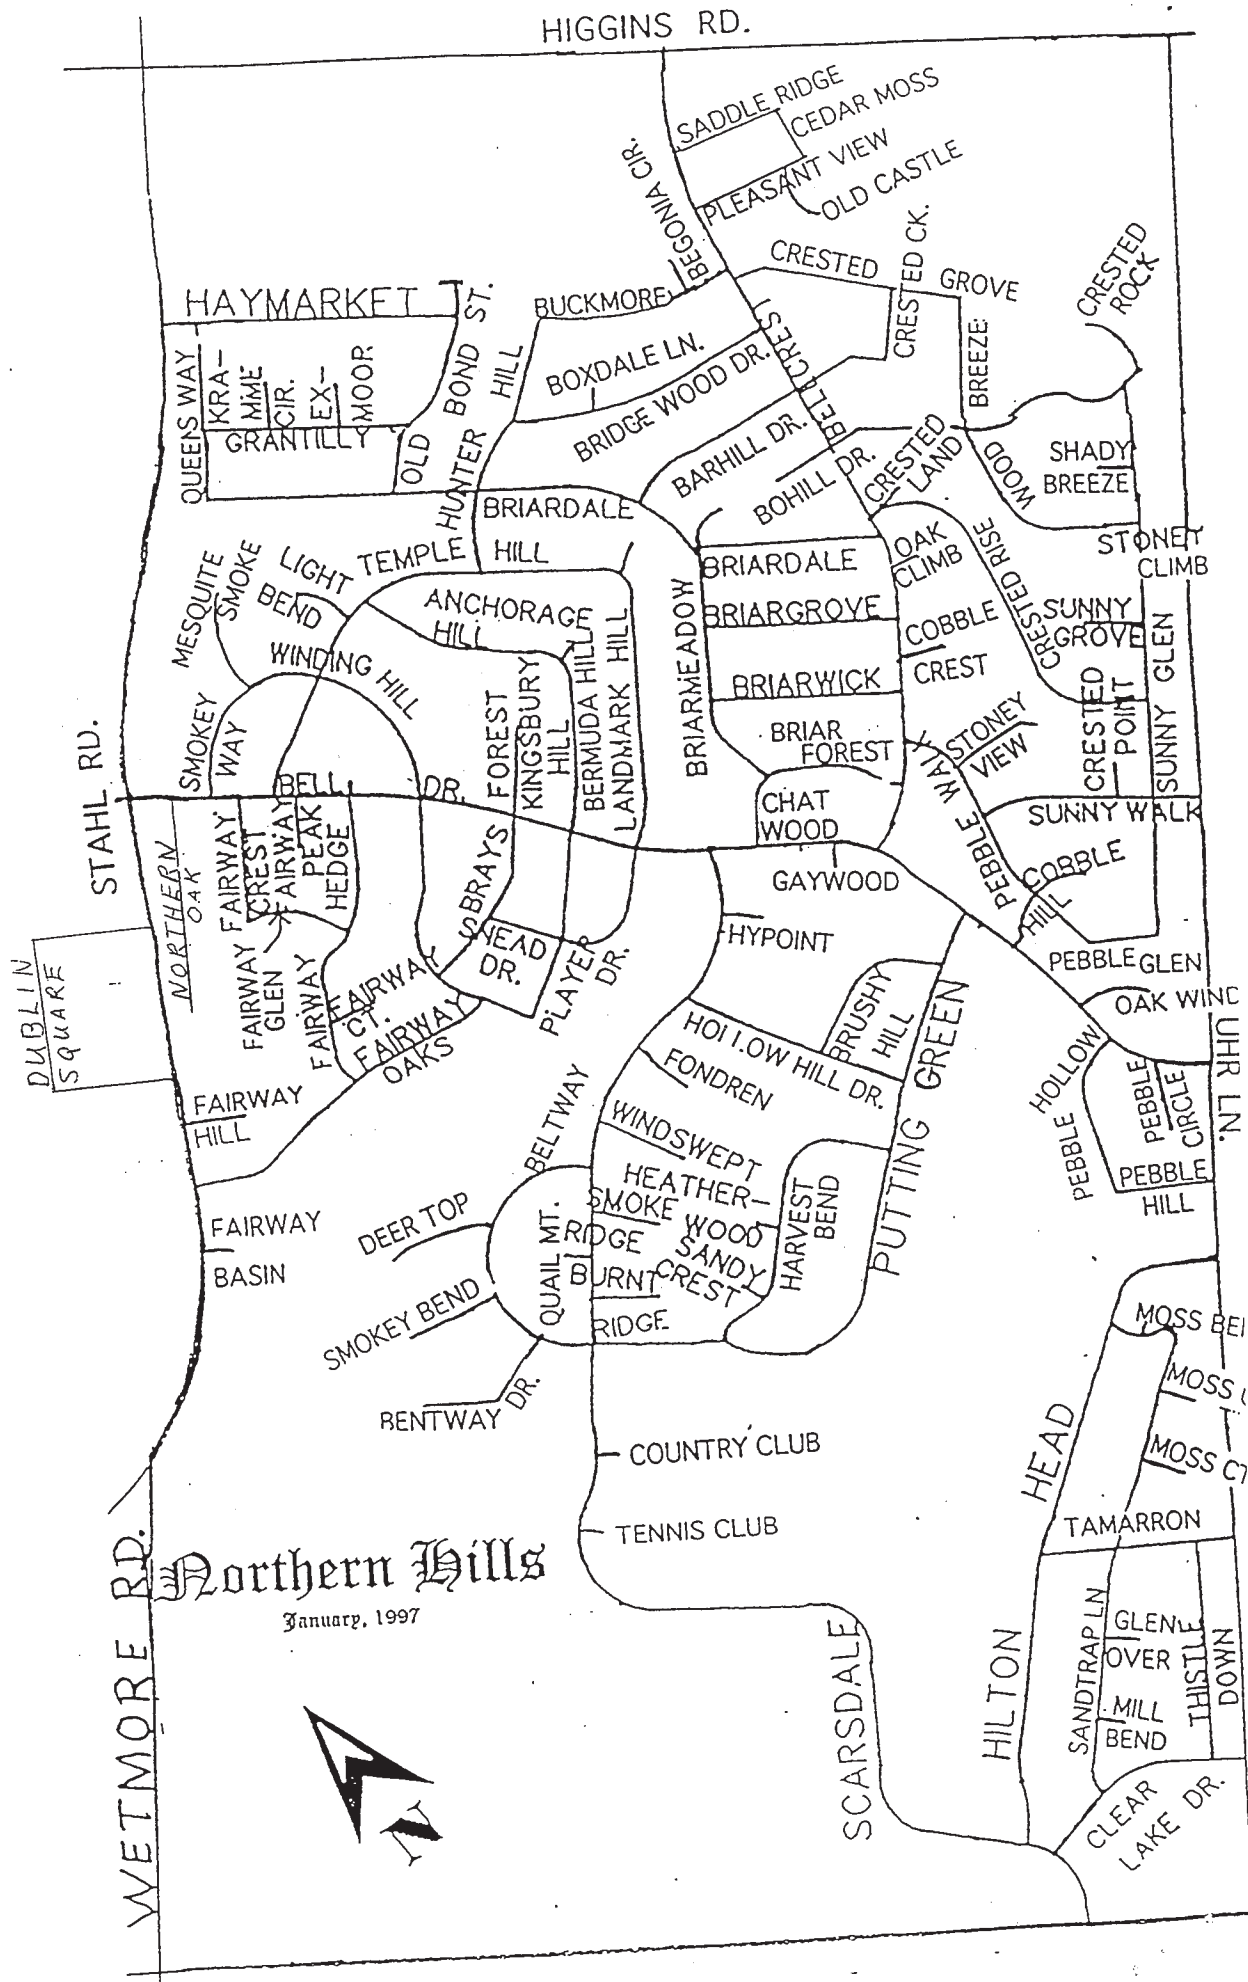 HIGGINS RD.
SADDLE RIDGE
CEDAR MOSS
PLEASANT VIEW
OLD CASTLE
BEGONIA CIR.
CRESTED CK.
CRESTED GROVE
CRESTED
ROCK
HAYMARKET
OLD BOND ST.
BUCKMORE
BELLCREST
BREEZE
WOOD
QUEENSWAY
KRA-
MME
CIR.
EX-
MOOR
GRANTILLY
HUNTER HILL
BOXDALE LN.
BRIDGE WOOD DR.
BARHILL DR.
BOHILL DR.
CRESTED
LAND
SHADY
BREEZE
BRIARDALE
STONEY
CLIMB
MESQUITE
SMOKE
LIGHT
BEND
TEMPLE HILL
BRIARDALE
OAK
CLIMB
CRESTED RISE
ANCHORAGE
HILL
BRIARMEADOW
BRIARGROVE
COBBLE
CREST
SUNNY
GROVE
SUNNY GLEN
WINDING HILL
BRIARWICK
SMOKEY
WAY
FOREST
KINGSBURY
HILL
BERMUDA HILL
LANDMARK HILL
BRIAR
FOREST
STONEY
VIEW
CRESTED
POINT
STAHL RD.
BELL DR.
CHAT
WOOD
PEBBLE WALK
SUNNY WALK
SUNNY
NORTHERN
OAK
FAIRWAY
CREST
FAIRWAY
PEAK
FAIRWAY
HEDGE
BRAYS
GAYWOOD
COBBLE
HILL
SNEAD
DR.
HYPOINT
PEBBLE GLEN
DUBLIN
SQUARE
FAIRWAY
GLEN
FAIRWAY
FAIRWAY
CT.
FAIRWAY
OAKS
PLAYER
DR.
BRUSHY
HILL
OAK WIND
UHR LN.
HOLLOW HILL DR.
PUTTING GREEN
FONDREN
PEBBLE HOLLOW
PEBBLE
CIRCLE
FAIRWAY
HILL
BELTWAY
WINDSWEPT
PEBBLE
HILL
HEATHER-
WOOD
SMOKE
RIDGE
HARVEST
BEND
FAIRWAY
BASIN
DEER TOP
QUAIL MT.
SANDY
CREST
BURNT
RIDGE
SMOKEY BEND
BENTWAY DR.
MOSS
MOSS
MOSS CT
COUNTRY CLUB
TENNIS CLUB
HILTON HEAD
TAMARRON
WETMORE RD.
Northern Hills
January, 1997
SCARSDALE
SANDTRAP LN
GLEN
OVER
MILL
BEND
THISTLE
DOWN
CLEAR
LAKE DR.
N